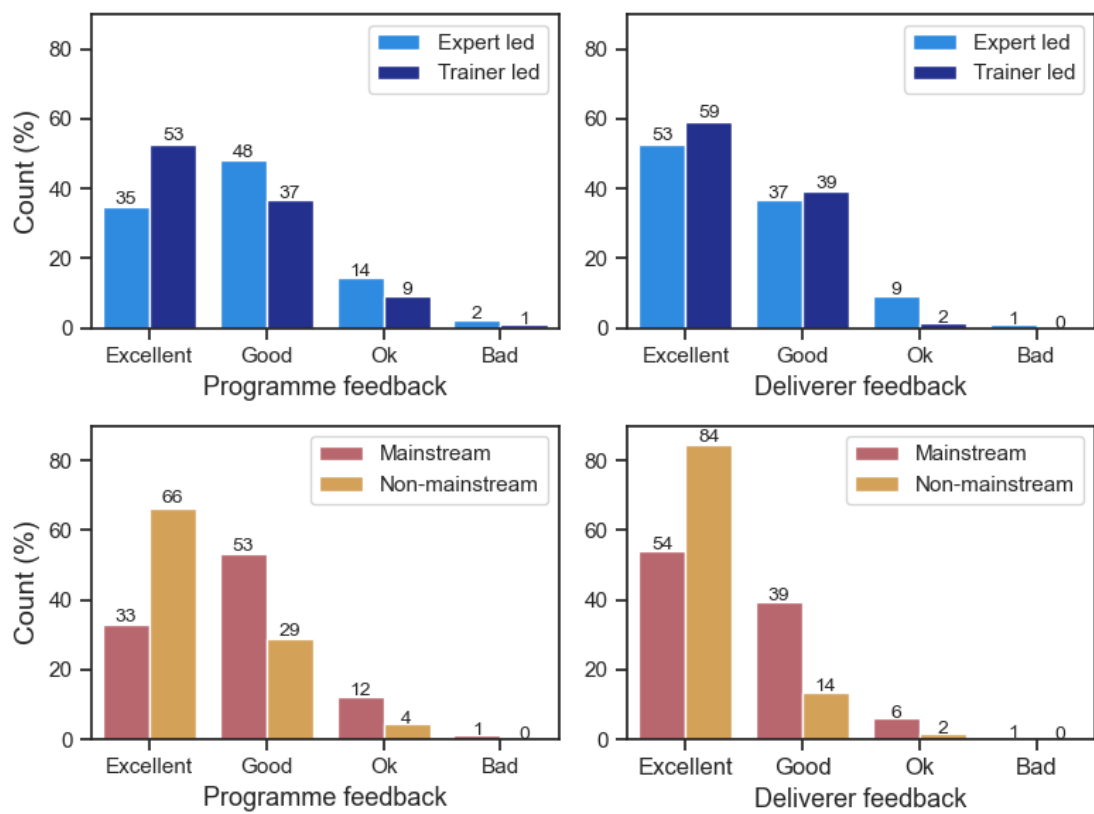 Expert led
Trainer led
Count (%)
80
60
40
20
0
35
53
48
37
14
9
2
1
Excellent
Good
Ok
Bad
Programme feedback
Expert led
Trainer led
80
60
40
20
0
53
59
37
39
9
2
1
0
Excellent
Good
Ok
Bad
Deliverer feedback
Mainstream
Non-mainstream
Count (%)
80
60
40
20
0
33
66
53
29
12
4
1
0
Excellent
Good
Ok
Bad
Programme feedback
Mainstream
Non-mainstream
80
60
40
20
0
54
84
39
14
6
2
1
0
Excellent
Good
Ok
Bad
Deliverer feedback